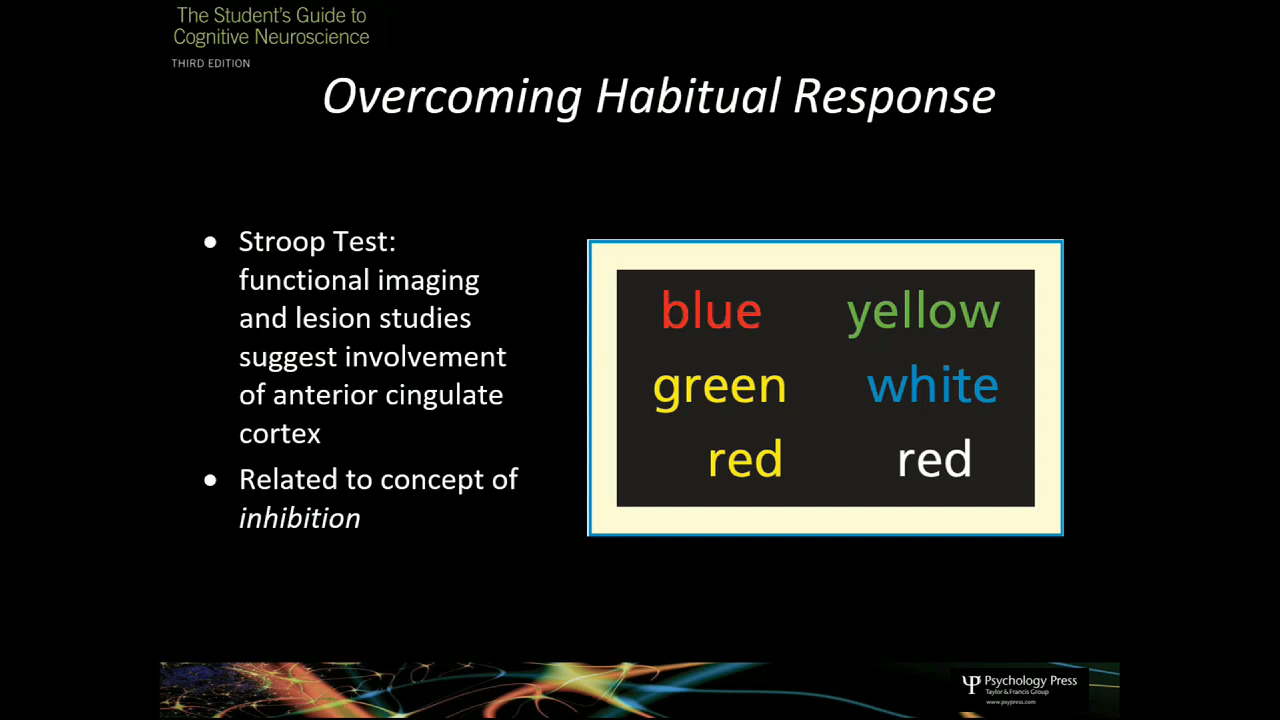 The Student's Guide to
Cognitive Neuroscience
THIRD EDITION
Overcoming Habitual Response
• Stroop Test:
functional imaging
and lesion studies
suggest involvement
of anterior cingulate
cortex
• Related to concept of
inhibition
blue yellow
green white
red red
Psychology Press
Taylor & Francis Group
www.psypress.com